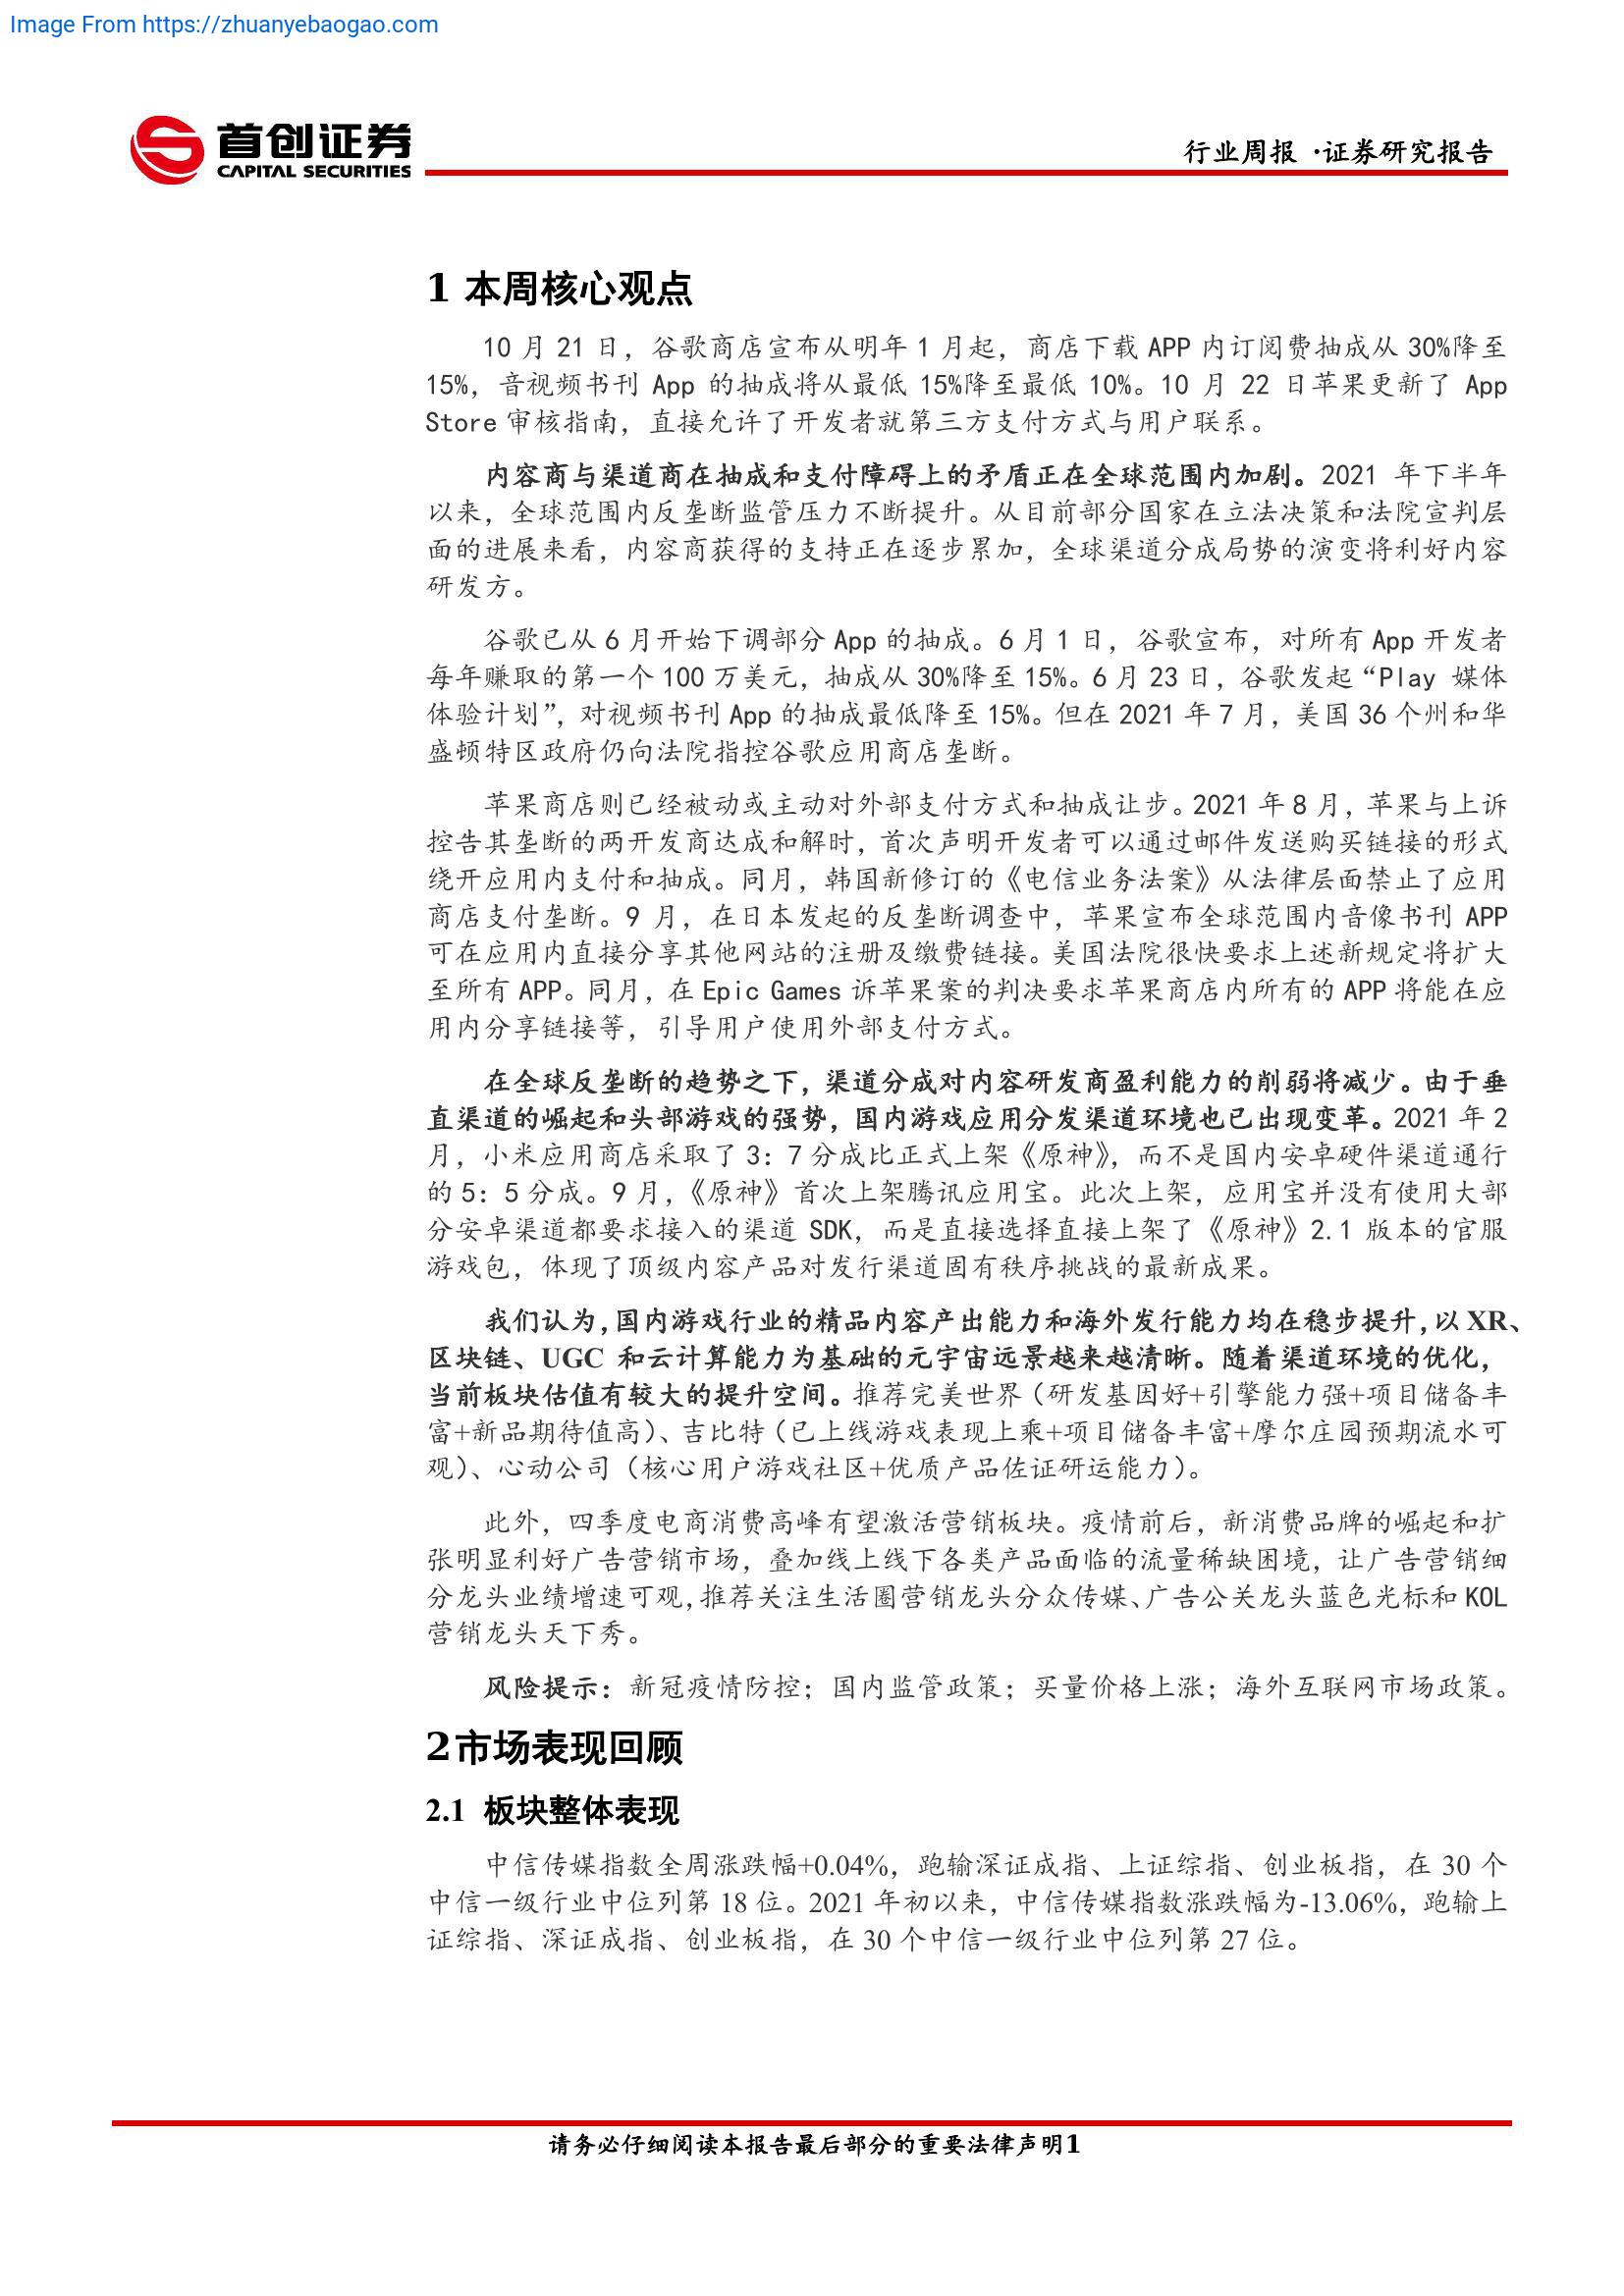 Image From https://zhuanyebaogao.com
首创证券
CAPITAL SECURITIES
行业周报 ·证券研究报告
1 本周核心观点
10 月 21 日，谷歌商店宣布从明年 1 月起，商店下载 APP 内订阅费抽成从 30%降至
15%，音视频书刊 App 的抽成将从最低 15%降至最低 10%。10 月 22 日苹果更新了 App
Store 审核指南，直接允许了开发者就第三方支付方式与用户联系。
内容商与渠道商在抽成和支付障碍上的矛盾正在全球范围内加剧。2021 年下半年
以来，全球范围内反垄断监管压力不断提升。从目前部分国家在立法决策和法院宣判层
面的进展来看，内容商获得的支持正在逐步累加，全球渠道分成局势的演变将利好内容
研发方。
谷歌已从 6 月开始下调部分 App 的抽成。6 月 1 日，谷歌宣布，对所有 App 开发者
每年赚取的第一个 100 万美元，抽成从 30%降至 15%。6 月 23 日，谷歌发起“Play 媒体
体验计划”，对视频书刊 App 的抽成最低降至 15%。但在 2021 年 7 月，美国 36 个州和华
盛顿特区政府仍向法院指控谷歌应用商店垄断。
苹果商店则已经被动或主动对外部支付方式和抽成让步。2021 年 8 月，苹果与上诉
控告其垄断的两开发商达成和解时，首次声明开发者可以通过邮件发送购买链接的形式
绕开应用内支付和抽成。同月，韩国新修订的《电信业务法案》从法律层面禁止了应用
商店支付垄断。9 月，在日本发起的反垄断调查中，苹果宣布全球范围内音像书刊 APP
可在应用内直接分享其他网站的注册及缴费链接。美国法院很快要求上述新规定将扩大
至所有 APP。同月，在 Epic Games 诉苹果案的判决要求苹果商店内所有的 APP 将能在应
用内分享链接等，引导用户使用外部支付方式。
在全球反垄断的趋势之下，渠道分成对内容研发商盈利能力的削弱将减少。由于垂
直渠道的崛起和头部游戏的强势，国内游戏应用分发渠道环境也已出现变革。2021 年 2
月，小米应用商店采取了 3：7 分成比正式上架《原神》，而不是国内安卓硬件渠道通行
的 5：5 分成。9 月，《原神》首次上架腾讯应用宝。此次上架，应用宝并没有使用大部
分安卓渠道都要求接入的渠道 SDK，而是直接选择直接上架了《原神》2.1 版本的官服
游戏包，体现了顶级内容产品对发行渠道固有秩序挑战的最新成果。
我们认为，国内游戏行业的精品内容产出能力和海外发行能力均在稳步提升，以 XR、
区块链、UGC 和云计算能力为基础的元宇宙远景越来越清晰。随着渠道环境的优化，
当前板块估值有较大的提升空间。推荐完美世界（研发基因好+引擎能力强+项目储备丰
富+新品期待值高）、吉比特（已上线游戏表现上乘+项目储备丰富+摩尔庄园预期流水可
观）、心动公司（核心用户游戏社区+优质产品佐证研运能力）。
此外，四季度电商消费高峰有望激活营销板块。疫情前后，新消费品牌的崛起和扩
张明显利好广告营销市场，叠加线上线下各类产品面临的流量稀缺困境，让广告营销细
分龙头业绩增速可观，推荐关注生活圈营销龙头分众传媒、广告公关龙头蓝色光标和 KOL
营销龙头天下秀。
风险提示：新冠疫情防控；国内监管政策；买量价格上涨；海外互联网市场政策。
2市场表现回顾
2.1 板块整体表现
中信传媒指数全周涨跌幅+0.04%，跑输深证成指、上证综指、创业板指，在 30 个
中信一级行业中位列第 18 位。2021 年初以来，中信传媒指数涨跌幅为-13.06%，跑输上
证综指、深证成指、创业板指，在 30 个中信一级行业中位列第 27 位。
请务必仔细阅读本报告最后部分的重要法律声明1